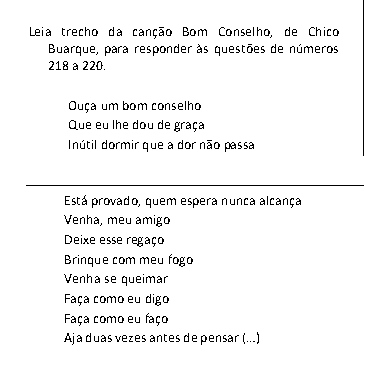 Leia trecho da canção Bom Conselho, de Chico
Buarque, para responder às questões de números
218 a 220.
Ouça um bom conselho
Que eu lhe dou de graça
Inútil dormir que a dor não passa
Está provado, quem espera nunca alcança
Venha, meu amigo
Deixe esse regaço
Brinque com meu fogo
Venha se queimar
Faça como eu digo
Faça como eu faço
Aja duas vezes antes de pensar (...)